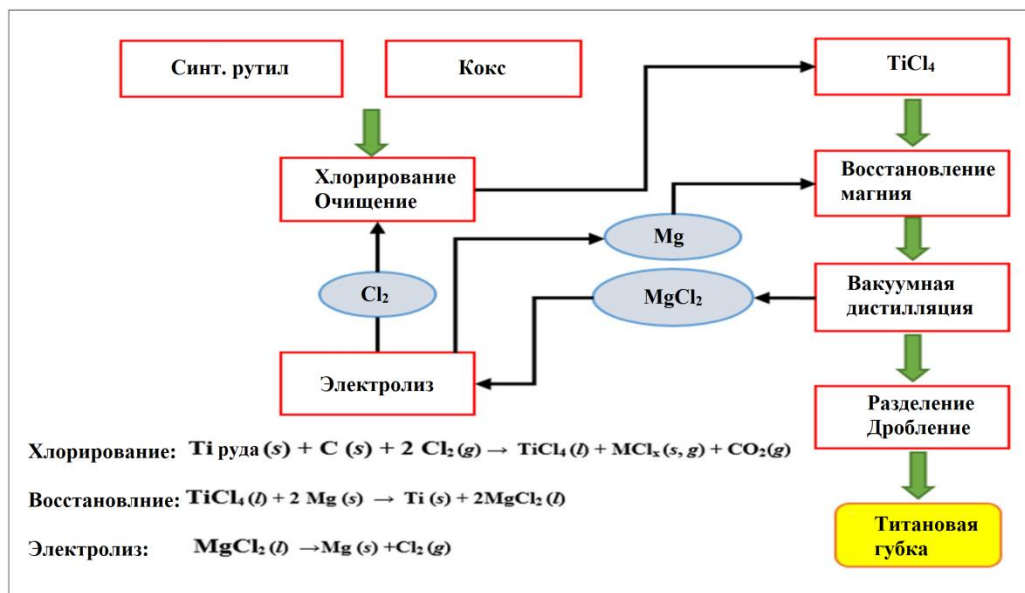 Синт. рутил
Кокс
TiCl₄
Хлорирование
Очищение
Восстановление
магния
Mg
Cl₂
MgCl₂
Вакуумная
дистилляция
Электролиз
Разделение
Дробление
Хлорирование: Ti руда (s) + C (s) + 2 Cl₂(g) → TiCl₄(l) + MClₓ(s, g) + CO₂(g)
Восстановлние: TiCl₄(l) + 2 Mg (s) → Ti (s) + 2MgCl₂ (l)
Электролиз: MgCl₂(l) →Mg (s) +Cl₂(g)
Титановая
губка